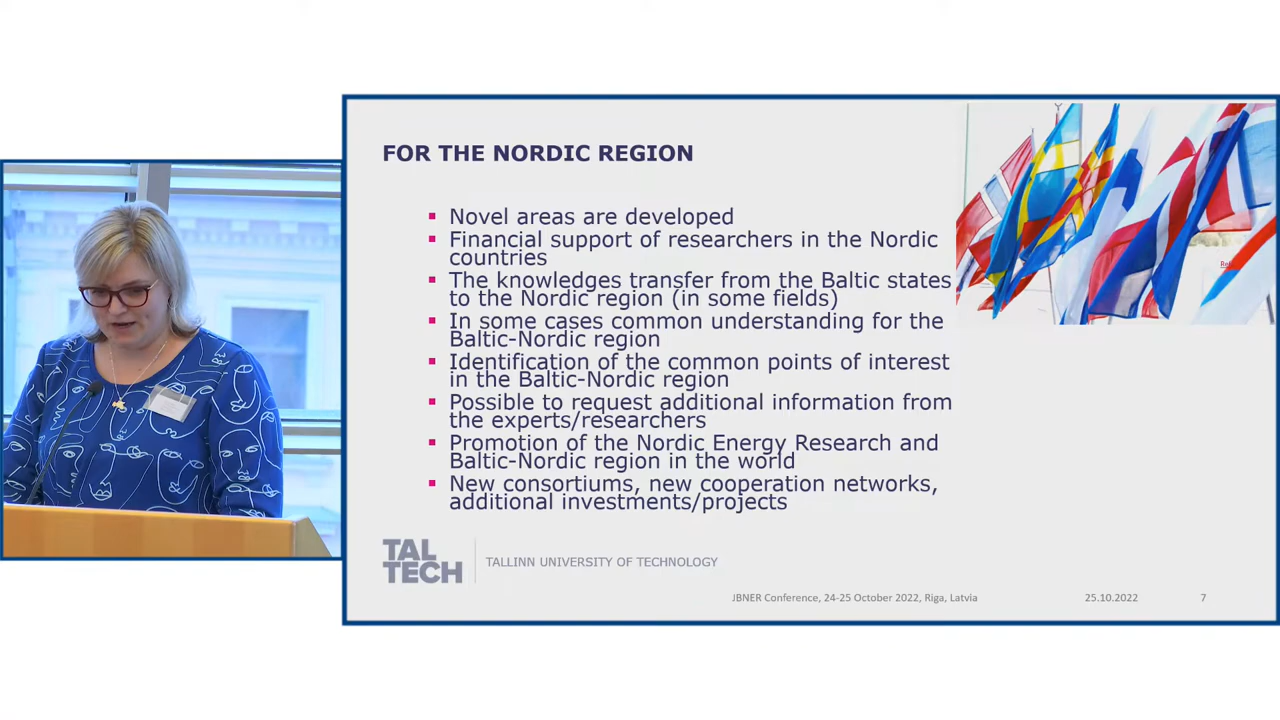 FOR THE NORDIC REGION
Novel areas are developed
Financial support of researchers in the Nordic
countries
The knowledges transfer from the Baltic states
to the Nordic region (in some fields)
In some cases common understanding for the
Baltic-Nordic region
Identification of the common points of interest
in the Baltic-Nordic region
Possible to request additional information from
the experts/researchers
Promotion of the Nordic Energy Research and
Baltic-Nordic region in the world
New consortiums, new cooperation networks,
additional investments/projects
TAL
TECH
TALLINN UNIVERSITY OF TECHNOLOGY
JBNER Conference, 24-25 October 2022, Riga, Latvia
25.10.2022
7